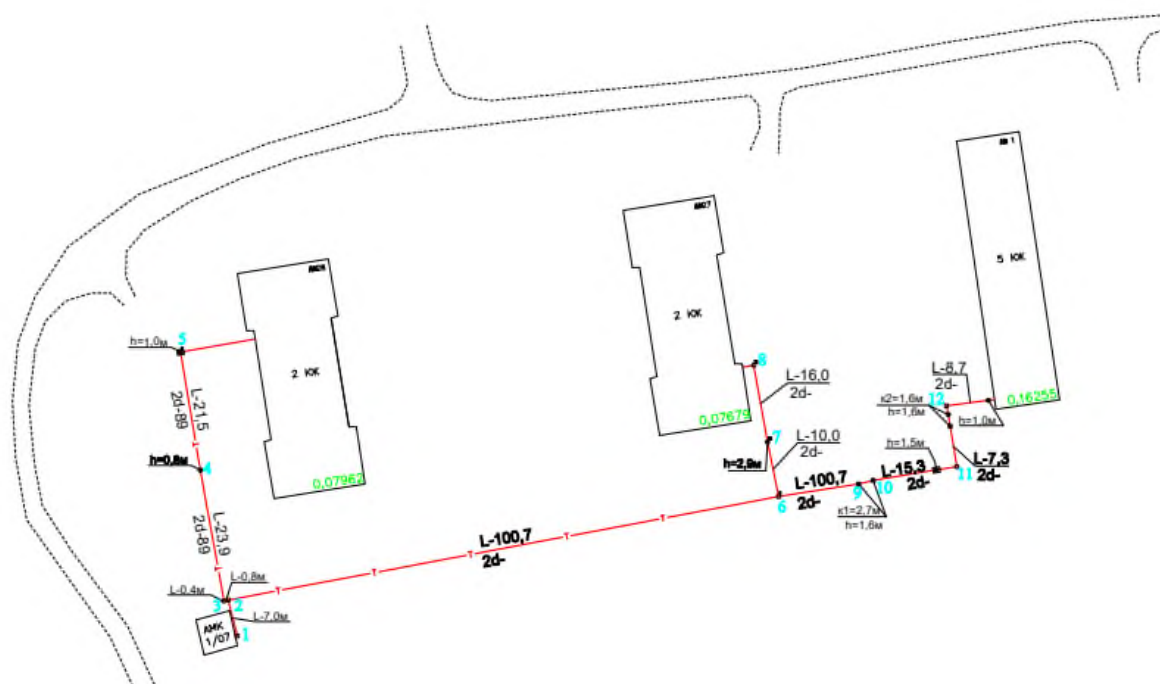 5 КЖ
2 КЖ
2 КЖ
0,16255
0,07679
0,07962
5
h=1,0м
L-21,5
2d-89
4
h=0,8м
L-23,9
2d-89
L-0,8м
L-0.4м
3
2
L-7,0м
АМК
1/07
1
L-100,7
2d-
8
L-16,0
2d-
7
L-10,0
2d-
h=2,9м
6
L-100,7
2d-
9
10
к1=2,7м
h=1,6м
L-15,3
2d-
h=1,5м
11
L-7,3
2d-
12
к2=1,6м
h=1,6м
L-8,7
2d-
h=1,0м
Т
Т
Т
Т
Т
Т
Т